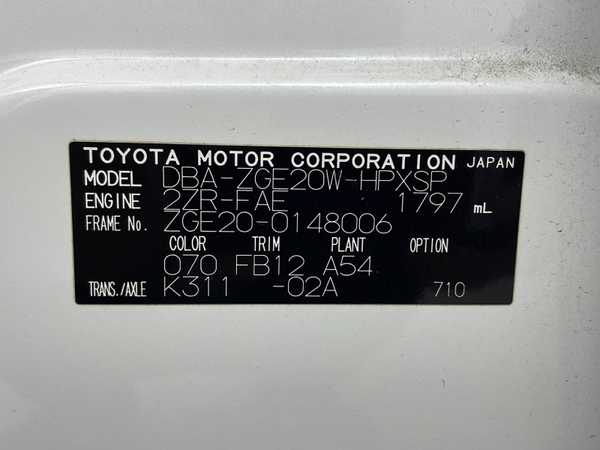 TOYOTA MOTOR CORPORATION JAPAN
MODEL DBA-ZGE20W-HPXSP
ENGINE 2ZR-FAE 1797 mL
FRAME No. ZGE20-0148006
COLOR TRIM PLANT OPTION
070 FB12 A54
TRANS./AXLE K311 -02A 710